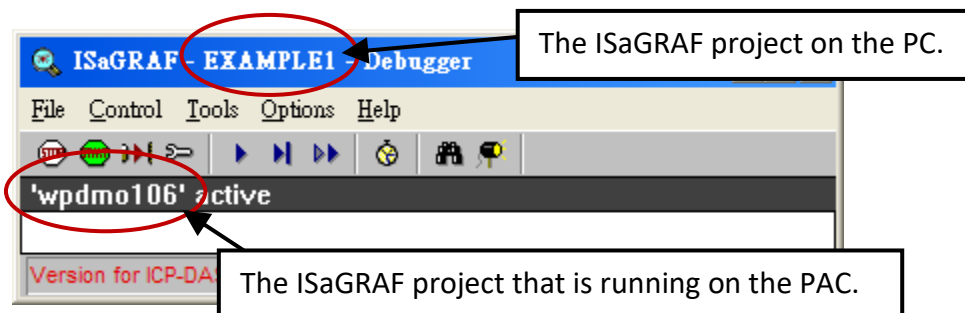 The ISaGRAF project on the PC.
ISaGRAF - EXAMPLE1 - Debugger
File Control Tools Options Help
'wpdmo106' active
Version for ICP-DAS
The ISaGRAF project that is running on the PAC.